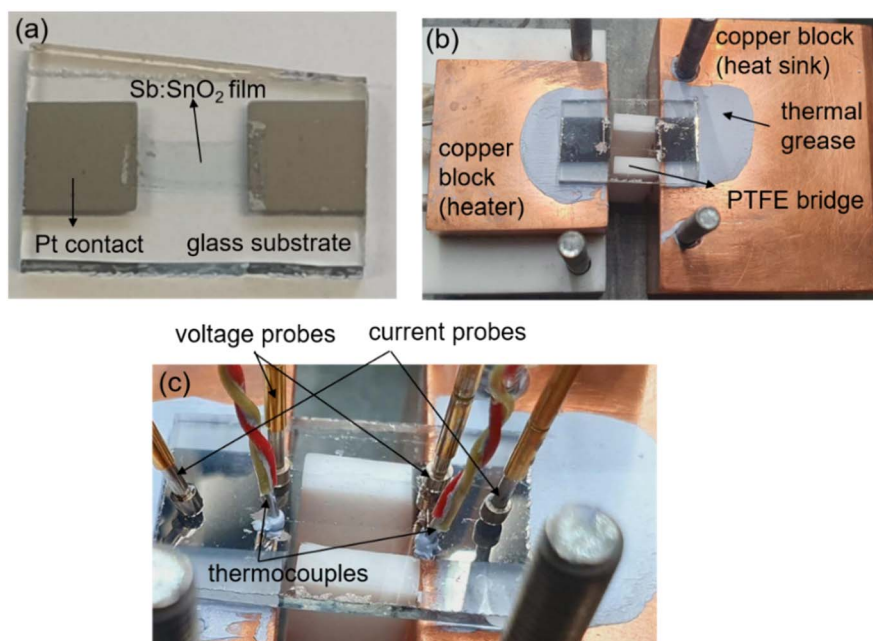 (a)
Sb:SnO₂ film
Pt contact
glass substrate
(b)
copper block
(heat sink)
thermal
grease
copper
block
(heater)
PTFE bridge
voltage probes
current probes
(c)
thermocouples